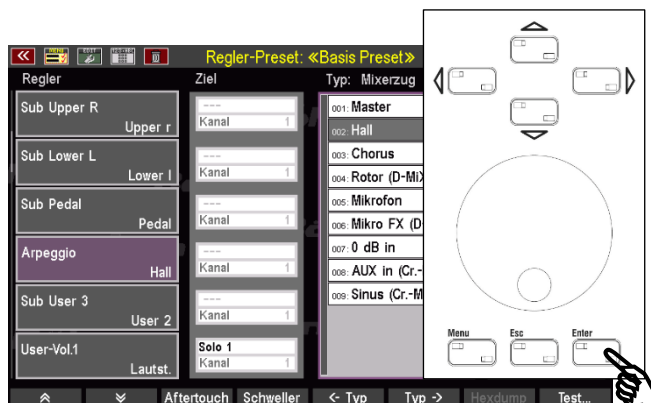 MENU EDIT
Regler-Preset: «Basis Preset»
Regler Ziel Typ: Mixerzug
Sub Upper R
Upper r
Sub Lower L
Lower l
Sub Pedal
Pedal
Arpeggio
Hall
Sub User 3
User 2
User-Vol.1
Lautst.
---
Kanal 1
---
Kanal 1
---
Kanal 1
---
Kanal 1
---
Kanal 1
Solo 1
Kanal 1
001: Master
002: Hall
003: Chorus
004: Rotor (D-Mi
005: Mikrofon
006: Mikro FX (D
007: 0 dB in
008: AUX in (Cr.-
009: Sinus (Cr.-M
Aftertouch Schweller <- Typ Typ -> Hexdump Test...
Menu Esc Enter